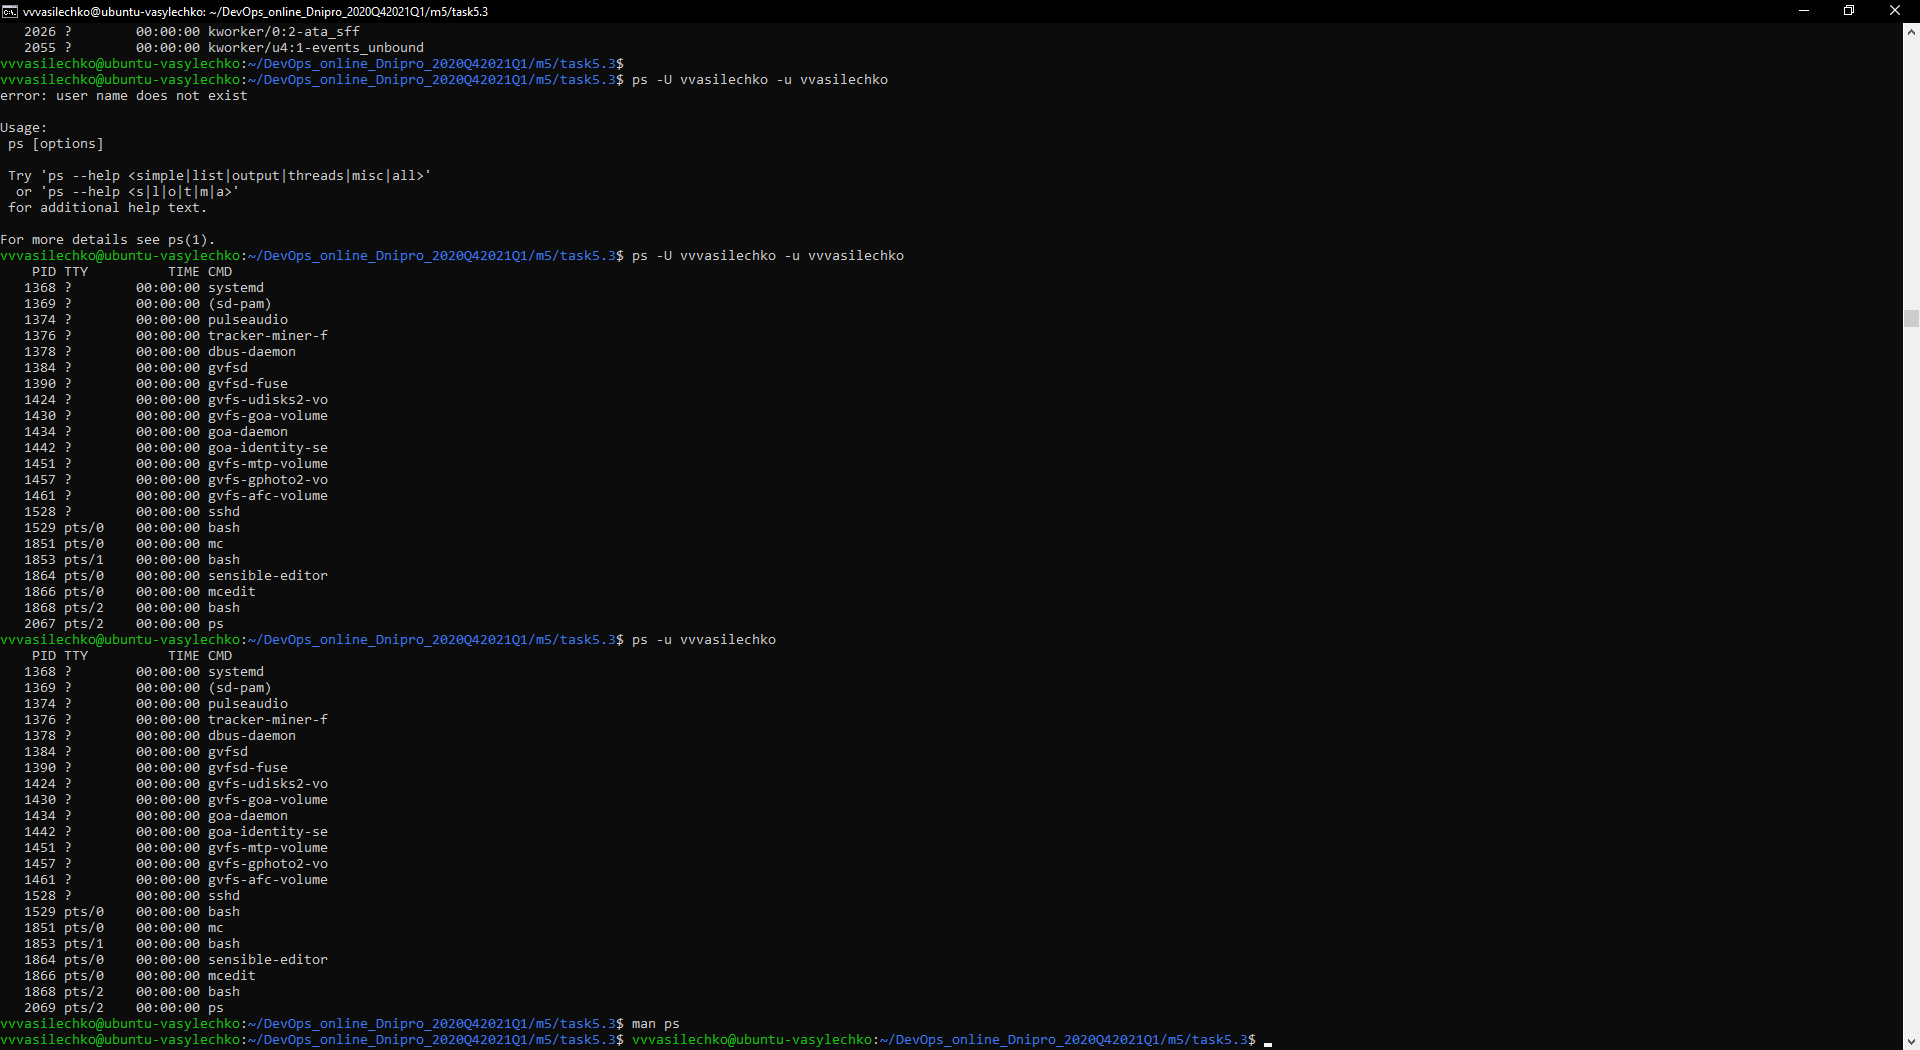 vvvasilechko@ubuntu-vasylechko: ~/DevOps_online_Dnipro_2020Q42021Q1/m5/task5.3
   2026 ?        00:00:00 kworker/0:2-ata_sff
   2055 ?        00:00:00 kworker/u4:1-events_unbound
vvvasilechko@ubuntu-vasylechko:~/DevOps_online_Dnipro_2020Q42021Q1/m5/task5.3$
vvvasilechko@ubuntu-vasylechko:~/DevOps_online_Dnipro_2020Q42021Q1/m5/task5.3$ ps -U vvasilechko -u vvasilechko
error: user name does not exist

Usage:
 ps [options]

 Try 'ps --help <simple|list|output|threads|misc|all>'
  or 'ps --help <s|l|o|t|m|a>'
 for additional help text.

For more details see ps(1).
vvvasilechko@ubuntu-vasylechko:~/DevOps_online_Dnipro_2020Q42021Q1/m5/task5.3$ ps -U vvvasilechko -u vvvasilechko
    PID TTY          TIME CMD
   1368 ?        00:00:00 systemd
   1369 ?        00:00:00 (sd-pam)
   1374 ?        00:00:00 pulseaudio
   1376 ?        00:00:00 tracker-miner-f
   1378 ?        00:00:00 dbus-daemon
   1384 ?        00:00:00 gvfsd
   1390 ?        00:00:00 gvfsd-fuse
   1424 ?        00:00:00 gvfs-udisks2-vo
   1430 ?        00:00:00 gvfs-goa-volume
   1434 ?        00:00:00 goa-daemon
   1442 ?        00:00:00 goa-identity-se
   1451 ?        00:00:00 gvfs-mtp-volume
   1457 ?        00:00:00 gvfs-gphoto2-vo
   1461 ?        00:00:00 gvfs-afc-volume
   1528 ?        00:00:00 sshd
   1529 pts/0    00:00:00 bash
   1851 pts/0    00:00:00 mc
   1853 pts/1    00:00:00 bash
   1864 pts/0    00:00:00 sensible-editor
   1866 pts/0    00:00:00 mcedit
   1868 pts/2    00:00:00 bash
   2067 pts/2    00:00:00 ps
vvvasilechko@ubuntu-vasylechko:~/DevOps_online_Dnipro_2020Q42021Q1/m5/task5.3$ ps -u vvvasilechko
    PID TTY          TIME CMD
   1368 ?        00:00:00 systemd
   1369 ?        00:00:00 (sd-pam)
   1374 ?        00:00:00 pulseaudio
   1376 ?        00:00:00 tracker-miner-f
   1378 ?        00:00:00 dbus-daemon
   1384 ?        00:00:00 gvfsd
   1390 ?        00:00:00 gvfsd-fuse
   1424 ?        00:00:00 gvfs-udisks2-vo
   1430 ?        00:00:00 gvfs-goa-volume
   1434 ?        00:00:00 goa-daemon
   1442 ?        00:00:00 goa-identity-se
   1451 ?        00:00:00 gvfs-mtp-volume
   1457 ?        00:00:00 gvfs-gphoto2-vo
   1461 ?        00:00:00 gvfs-afc-volume
   1528 ?        00:00:00 sshd
   1529 pts/0    00:00:00 bash
   1851 pts/0    00:00:00 mc
   1853 pts/1    00:00:00 bash
   1864 pts/0    00:00:00 sensible-editor
   1866 pts/0    00:00:00 mcedit
   1868 pts/2    00:00:00 bash
   2069 pts/2    00:00:00 ps
vvvasilechko@ubuntu-vasylechko:~/DevOps_online_Dnipro_2020Q42021Q1/m5/task5.3$ man ps
vvvasilechko@ubuntu-vasylechko:~/DevOps_online_Dnipro_2020Q42021Q1/m5/task5.3$ vvvasilechko@ubuntu-vasylechko:~/DevOps_online_Dnipro_2020Q42021Q1/m5/task5.3$